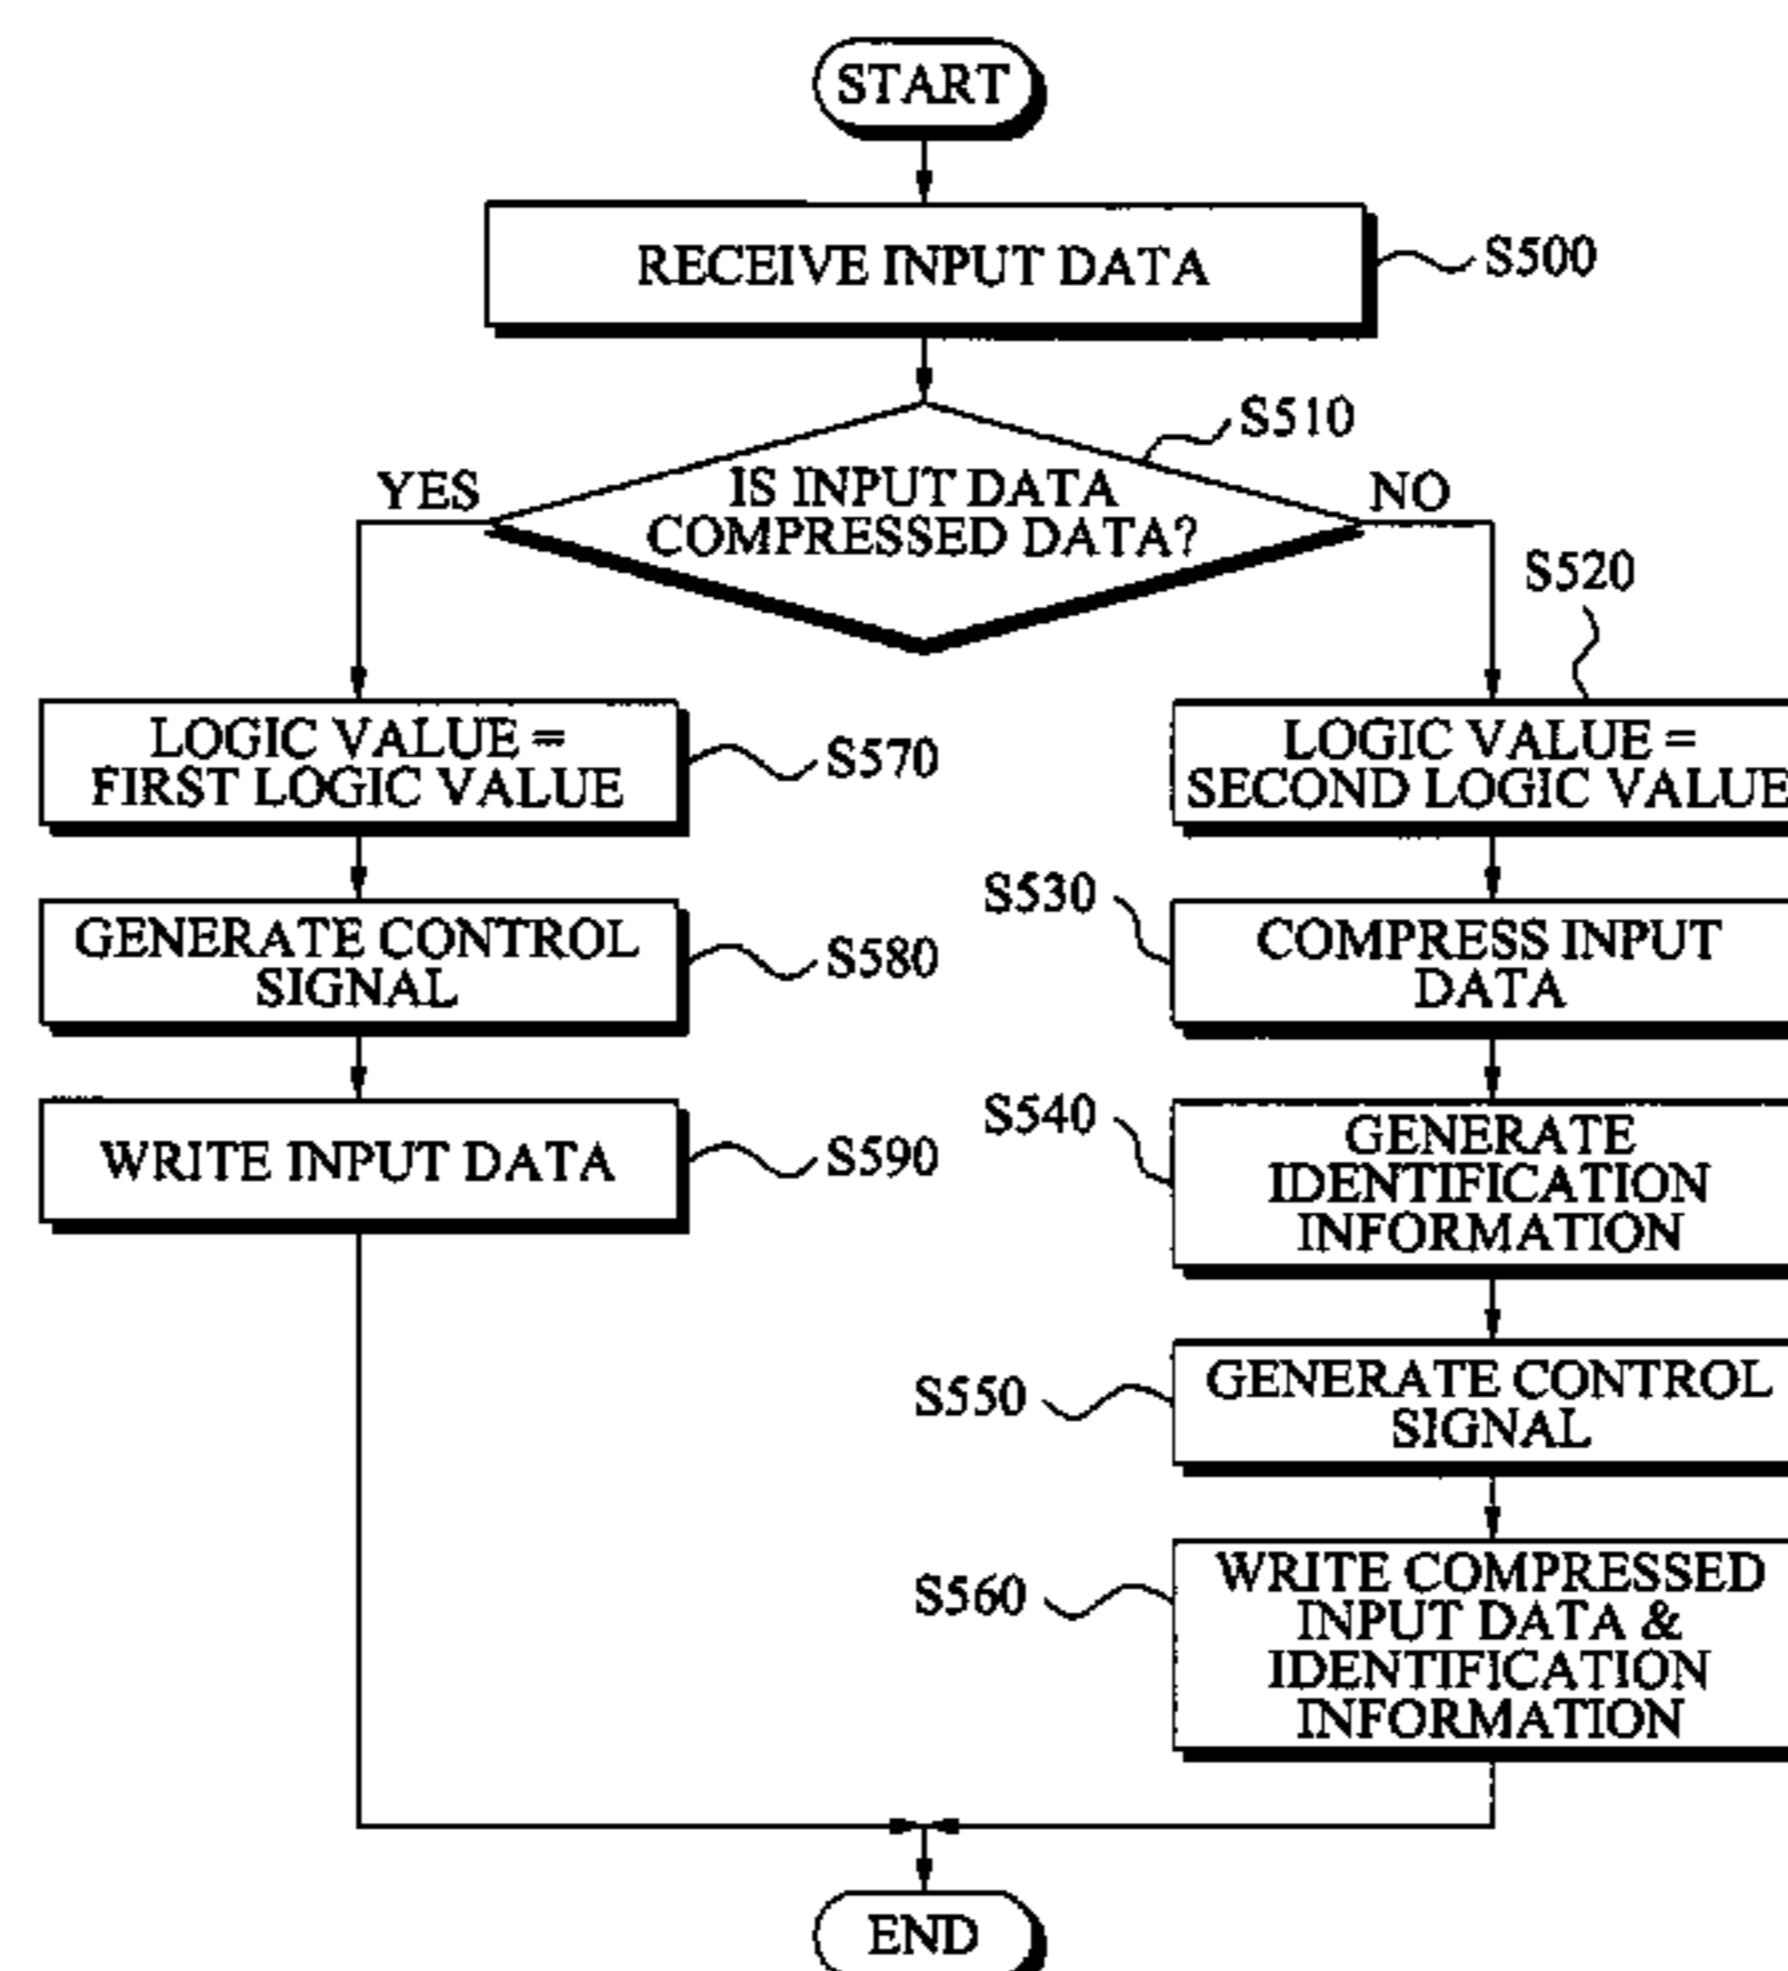 START
RECEIVE INPUT DATA
S500
S510
IS INPUT DATA
COMPRESSED DATA?
YES
NO
S520
LOGIC VALUE =
FIRST LOGIC VALUE
S570
LOGIC VALUE =
SECOND LOGIC VALUE
GENERATE CONTROL
SIGNAL
S580
S530
COMPRESS INPUT
DATA
WRITE INPUT DATA
S590
S540
GENERATE
IDENTIFICATION
INFORMATION
S550
GENERATE CONTROL
SIGNAL
S560
WRITE COMPRESSED
INPUT DATA &
IDENTIFICATION
INFORMATION
END